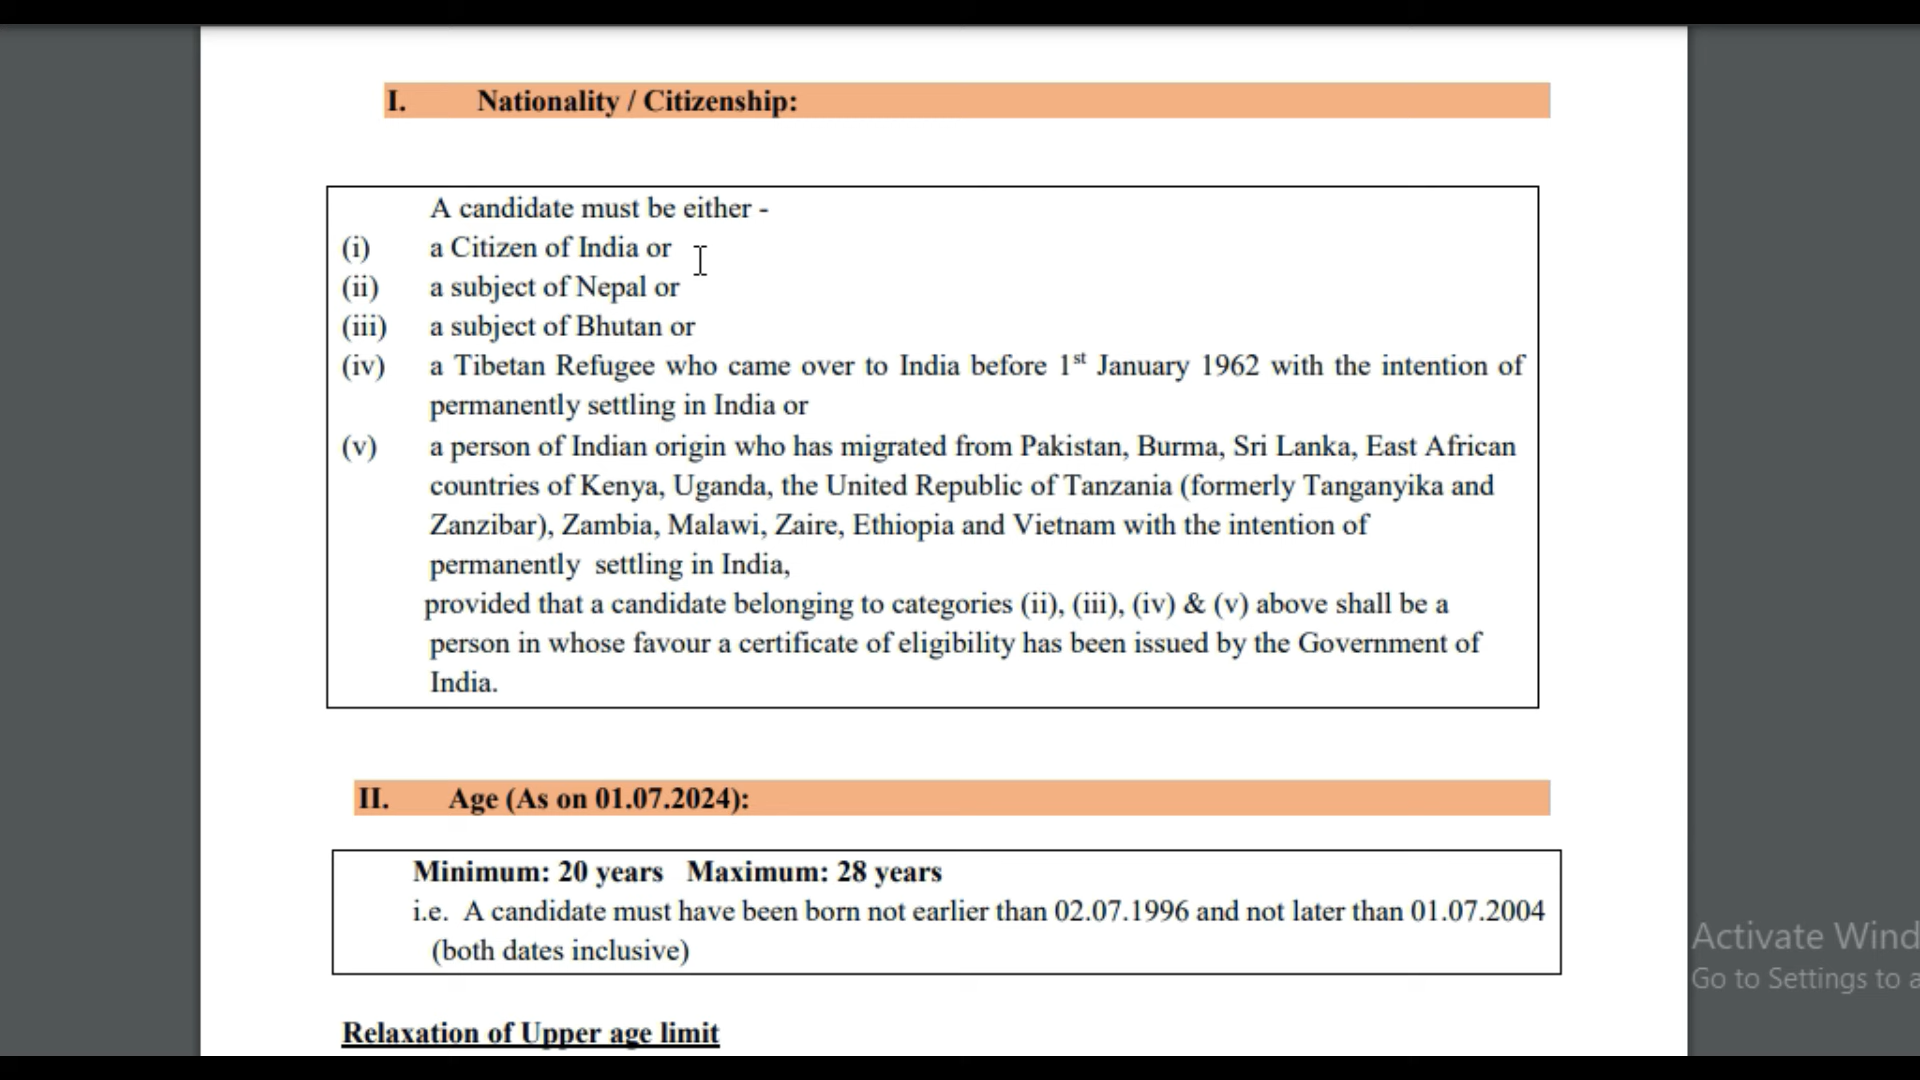 I. Nationality / Citizenship:
A candidate must be either -
(i) a Citizen of India or
(ii) a subject of Nepal or
(iii) a subject of Bhutan or
(iv) a Tibetan Refugee who came over to India before 1st January 1962 with the intention of
permanently settling in India or
(v) a person of Indian origin who has migrated from Pakistan, Burma, Sri Lanka, East African
countries of Kenya, Uganda, the United Republic of Tanzania (formerly Tanganyika and
Zanzibar), Zambia, Malawi, Zaire, Ethiopia and Vietnam with the intention of
permanently settling in India,
provided that a candidate belonging to categories (ii), (iii), (iv) & (v) above shall be a
person in whose favour a certificate of eligibility has been issued by the Government of
India.
II. Age (As on 01.07.2024):
Minimum: 20 years Maximum: 28 years
i.e. A candidate must have been born not earlier than 02.07.1996 and not later than 01.07.2004
(both dates inclusive)
Relaxation of Upper age limit
Activate Wind
Go to Settings to a